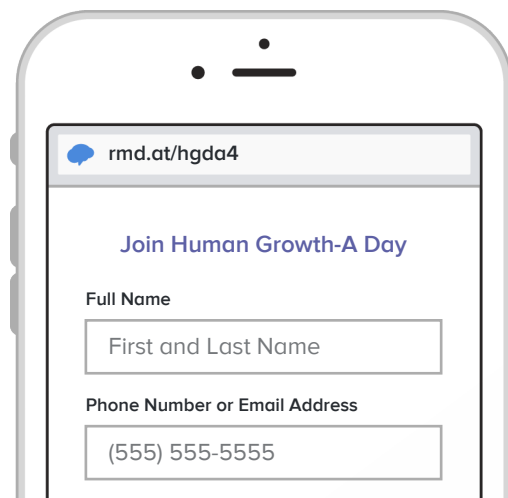 rmd.at/hgda4
Join Human Growth-A Day
Full Name
First and Last Name
Phone Number or Email Address
(555) 555-5555